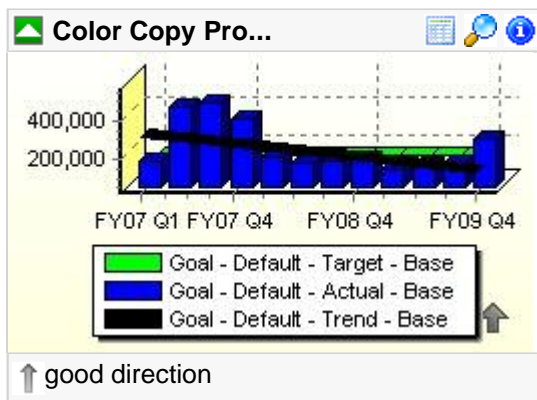 Color Copy Pro...
400,000
200,000
FY07 Q1 FY07 Q4 FY08 Q4 FY09 Q4
Goal - Default - Target - Base
Goal - Default - Actual - Base
Goal - Default - Trend - Base
good direction